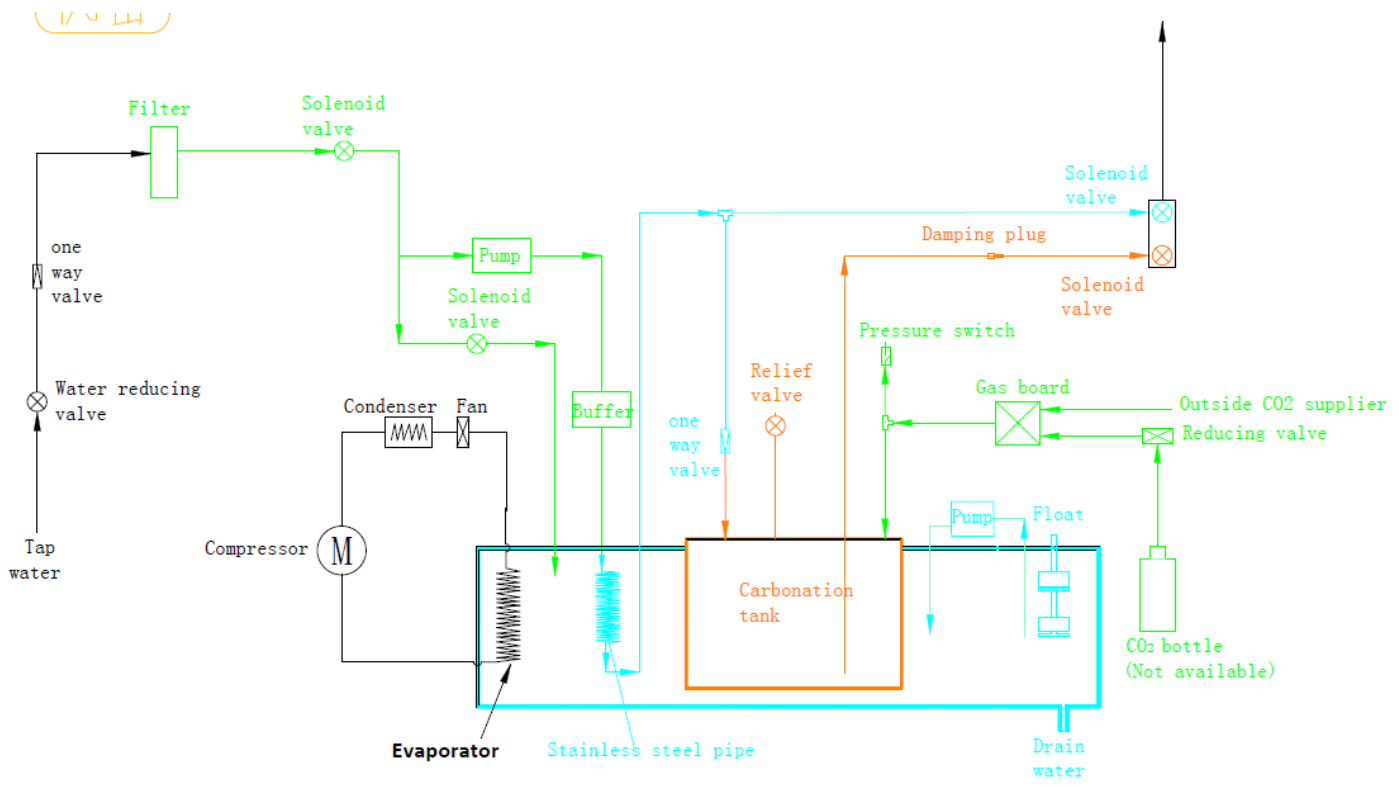 Filter
Solenoid
valve
one
way
valve
Solenoid
valve
Damping plug
Pump
Solenoid
valve
Solenoid
valve
Pressure switch
Water reducing
valve
Condenser
Fan
Buffer
Relief
valve
Gas board
Outside CO2 supplier
Reducing valve
one
way
valve
Tap
water
Compressor
M
Pump
Float
Carbonation
tank
CO2 bottle
(Not available)
Evaporator
Stainless steel pipe
Drain
water